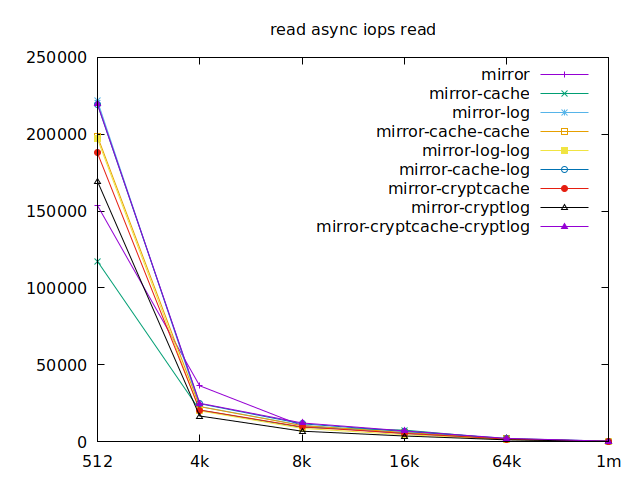 read async iops read
250000
200000
150000
100000
50000
0
512 4k 8k 16k 64k 1m
mirror
mirror-cache
mirror-log
mirror-cache-cache
mirror-log-log
mirror-cache-log
mirror-cryptcache
mirror-cryptlog
mirror-cryptcache-cryptlog